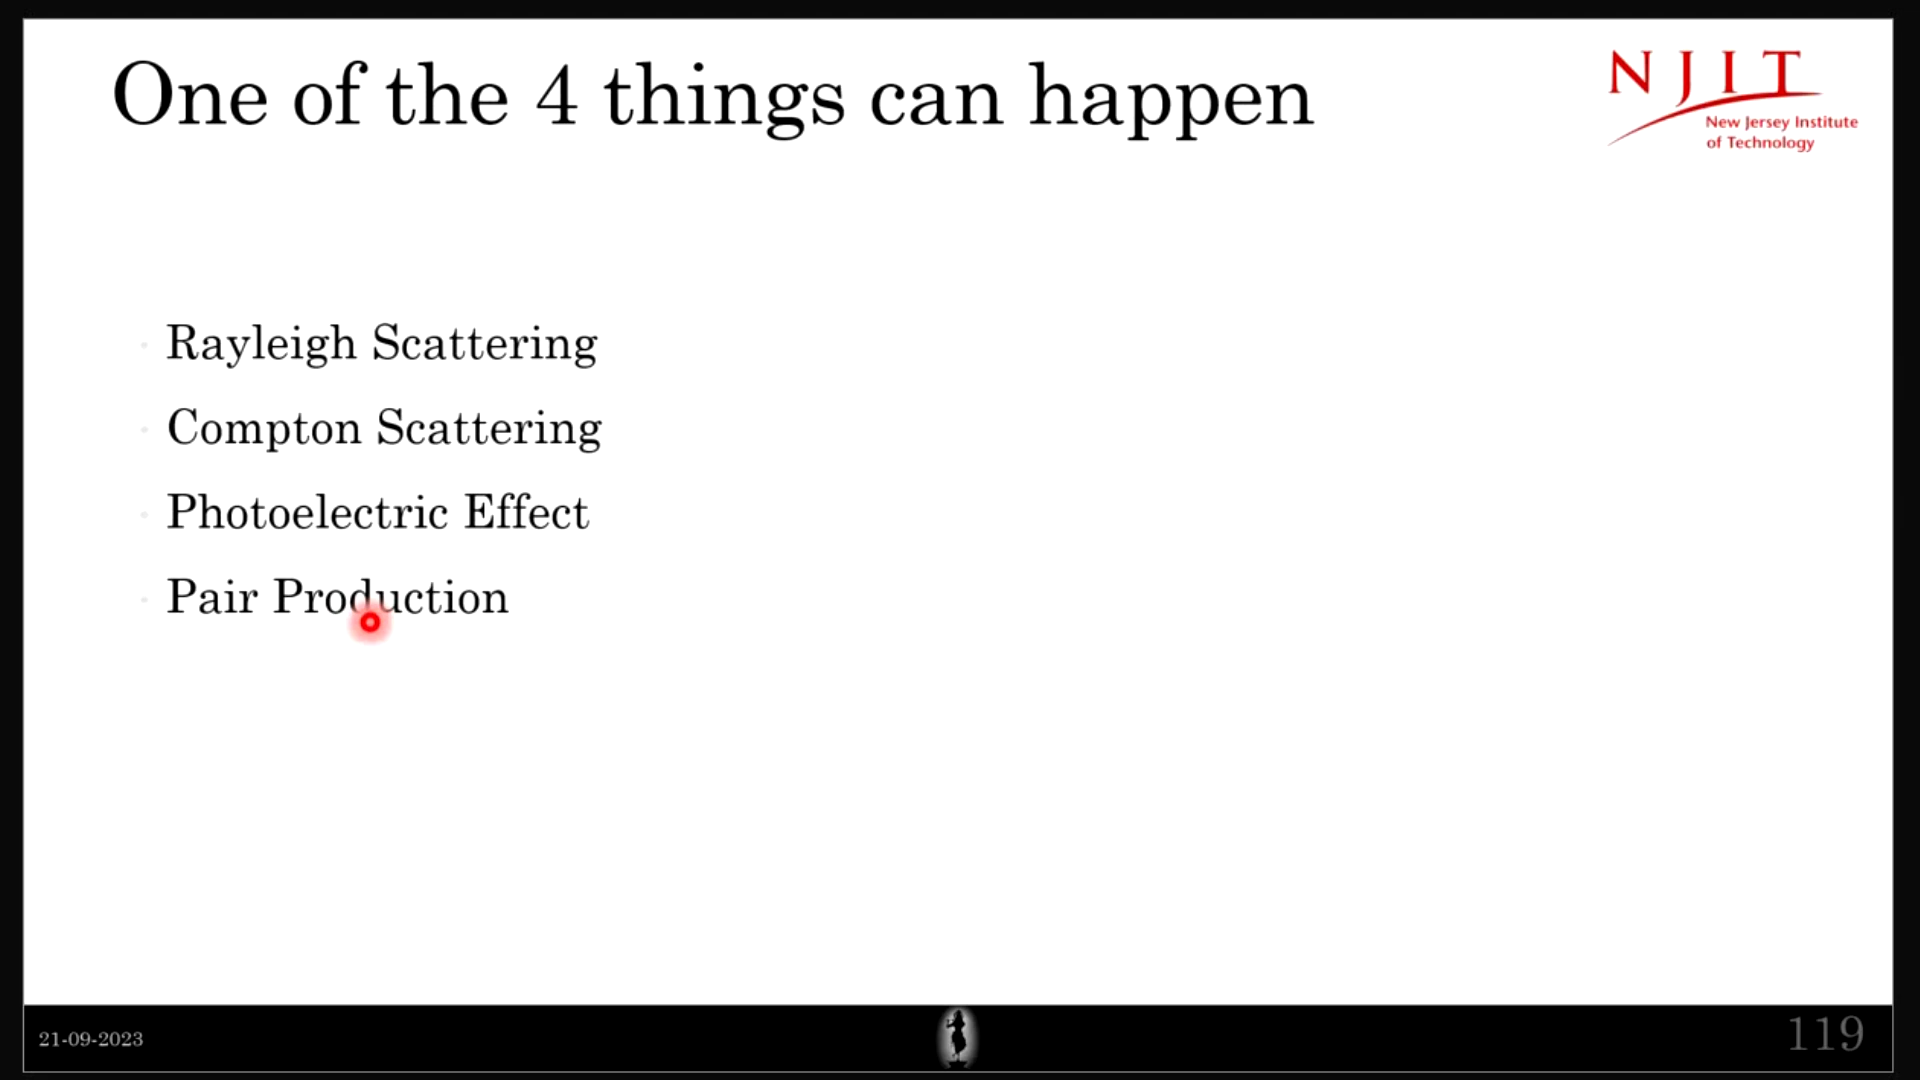 One of the 4 things can happen
NJIT
New Jersey Institute
of Technology
Rayleigh Scattering
Compton Scattering
Photoelectric Effect
Pair Production
21-09-2023
119